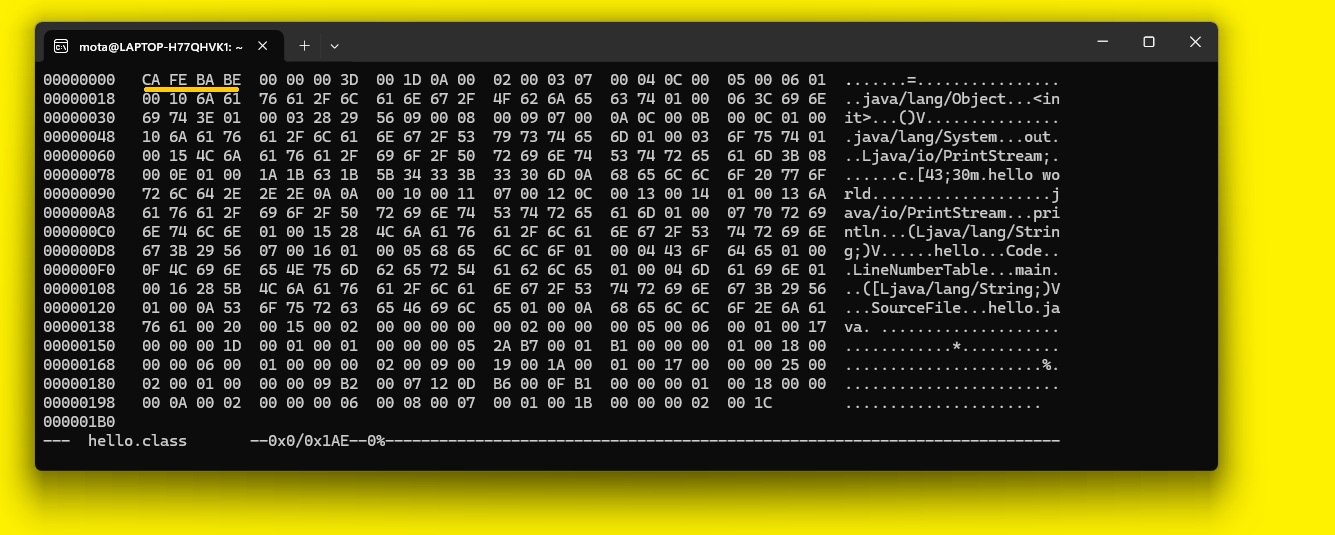 mota@LAPTOP-H77QHVK1: ~
00000000   CA FE BA BE  00 00 00 3D  00 1D 0A 00  02 00 03 07  00 04 0C 00  05 00 06 01  .......=................
00000018   00 10 6A 61  76 61 2F 6C  61 6E 67 2F  4F 62 6A 65  63 74 01 00  06 3C 69 6E  ..java/lang/Object...<in
00000030   69 74 3E 01  00 03 28 29  56 09 00 08  00 09 07 00  0A 0C 00 0B  00 0C 01 00  it>...()V...............
00000048   10 6A 61 76  61 2F 6C 61  6E 67 2F 53  79 73 74 65  6D 01 00 03  6F 75 74 01  .java/lang/System...out.
00000060   00 15 4C 6A  61 76 61 2F  69 6F 2F 50  72 69 6E 74  53 74 72 65  61 6D 3B 08  ..Ljava/io/PrintStream;.
00000078   00 0E 01 00  1A 1B 63 1B  5B 34 33 3B  33 30 6D 0A  68 65 6C 6C  6F 20 77 6F  ......c.[43;30m.hello wo
00000090   72 6C 64 2E  2E 2E 0A 0A  00 10 00 11  07 00 12 0C  00 13 00 14  01 00 13 6A  rld....................j
000000A8   61 76 61 2F  69 6F 2F 50  72 69 6E 74  53 74 72 65  61 6D 01 00  07 70 72 69  ava/io/PrintStream...pri
000000C0   6E 74 6C 6E  01 00 15 28  4C 6A 61 76  61 2F 6C 61  6E 67 2F 53  74 72 69 6E  ntln...(Ljava/lang/Strin
000000D8   67 3B 29 56  07 00 16 01  00 05 68 65  6C 6C 6F 01  00 04 43 6F  64 65 01 00  g;)V......hello...Code..
000000F0   0F 4C 69 6E  65 4E 75 6D  62 65 72 54  61 62 6C 65  01 00 04 6D  61 69 6E 01  .LineNumberTable...main.
00000108   00 16 28 5B  4C 6A 61 76  61 2F 6C 61  6E 67 2F 53  74 72 69 6E  67 3B 29 56  ..([Ljava/lang/String;)V
00000120   01 00 0A 53  6F 75 72 63  65 46 69 6C  65 01 00 0A  68 65 6C 6C  6F 2E 6A 61  ...SourceFile...hello.ja
00000138   76 61 00 20  00 15 00 02  00 00 00 00  00 02 00 00  00 05 00 06  00 01 00 17  va. ....................
00000150   00 00 00 1D  00 01 00 01  00 00 00 05  2A B7 00 01  B1 00 00 00  01 00 18 00  ............*...........
00000168   00 00 06 00  01 00 00 00  02 00 09 00  19 00 1A 00  01 00 17 00  00 00 25 00  ......................%.
00000180   02 00 01 00  00 00 09 B2  00 07 12 0D  B6 00 0F B1  00 00 00 01  00 18 00 00  ........................
00000198   00 0A 00 02  00 00 00 06  00 08 00 07  00 01 00 1B  00 00 00 02  00 1C        ......................
000001B0
---  hello.class       --0x0/0x1AE--0%---------------------------------------------------------------------------